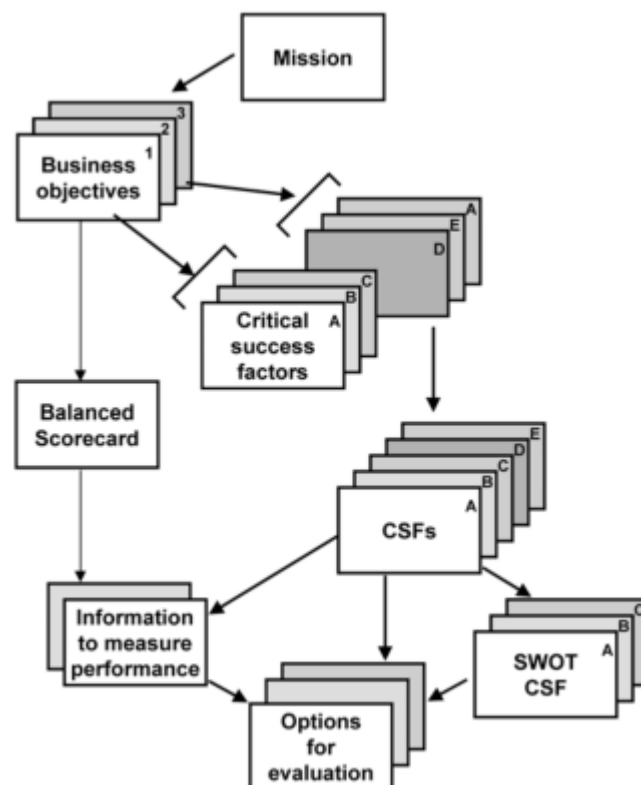 Mission
3
2
1
Business
objectives
A
E
D
C
B
A
Critical
success
factors
Balanced
Scorecard
E
D
C
B
A
CSFs
Information
to measure
performance
C
B
A
SWOT
CSF
Options
for
evaluation